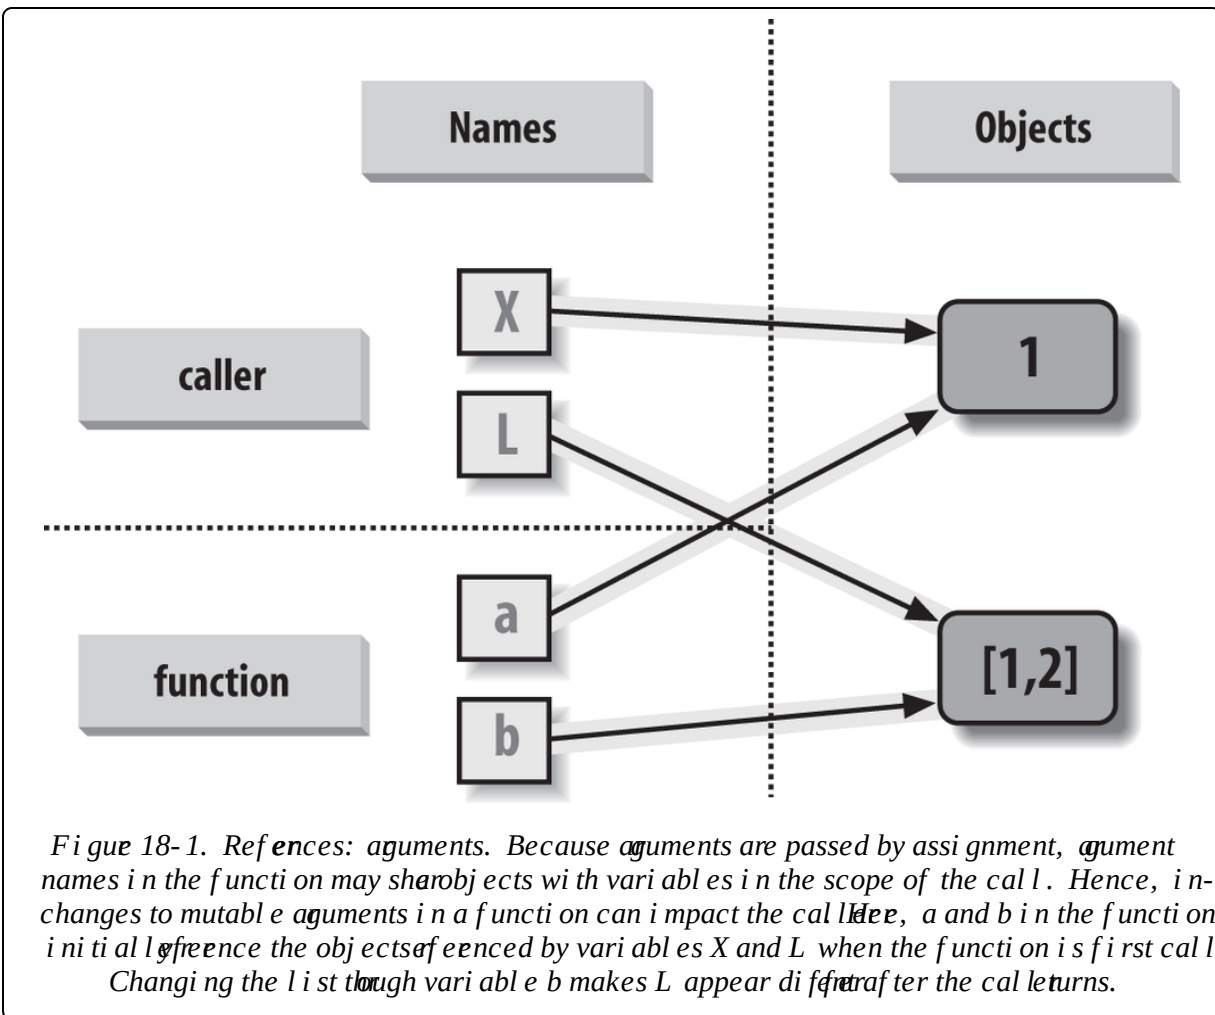 Names
Objects
X
1
caller
L
a
function
[1,2]
b
Figure 18-1. References: arguments. Because arguments are passed by assignment, argument
names in the function may share objects with variables in the scope of the call. Hence, in-
changes to mutable arguments in a function can impact the caller. Here, a and b in the function
initially reference the objects referenced by variables X and L when the function is first call
Changing the list through variable b makes L appear different after the call returns.